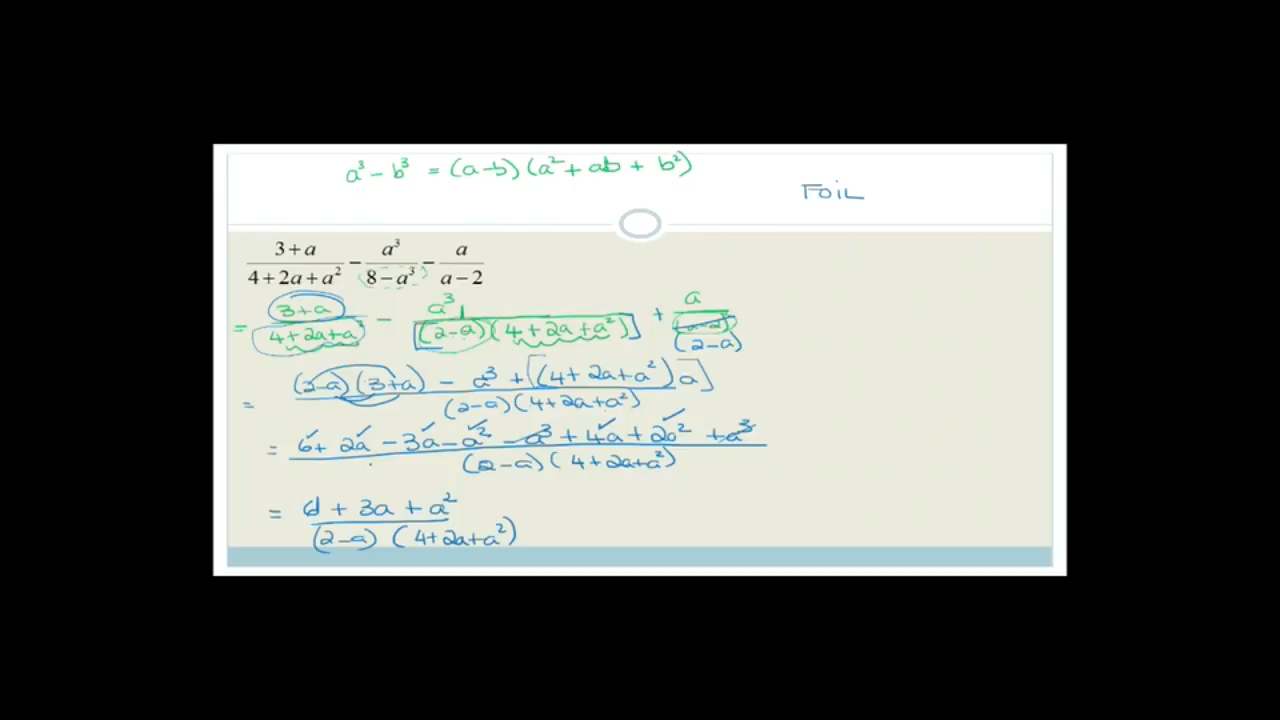 a³ - b³ = (a-b)(a² + ab + b²)
FOIL
3+a / 4+2a+a² - a³ / 8-a³ - a / a-2
= 3+a / 4+2a+a² - a³ / [(2-a)(4+2a+a²)] + a / (2-a)
= (2-a)(3+a) - a³ + [(4+2a+a²)a] / (2-a)(4+2a+a²)
= 6 + 2a - 3a - a² - a³ + 4a + 2a² + a³ / (2-a)(4+2a+a²)
= 6 + 3a + a² / (2-a)(4+2a+a²)